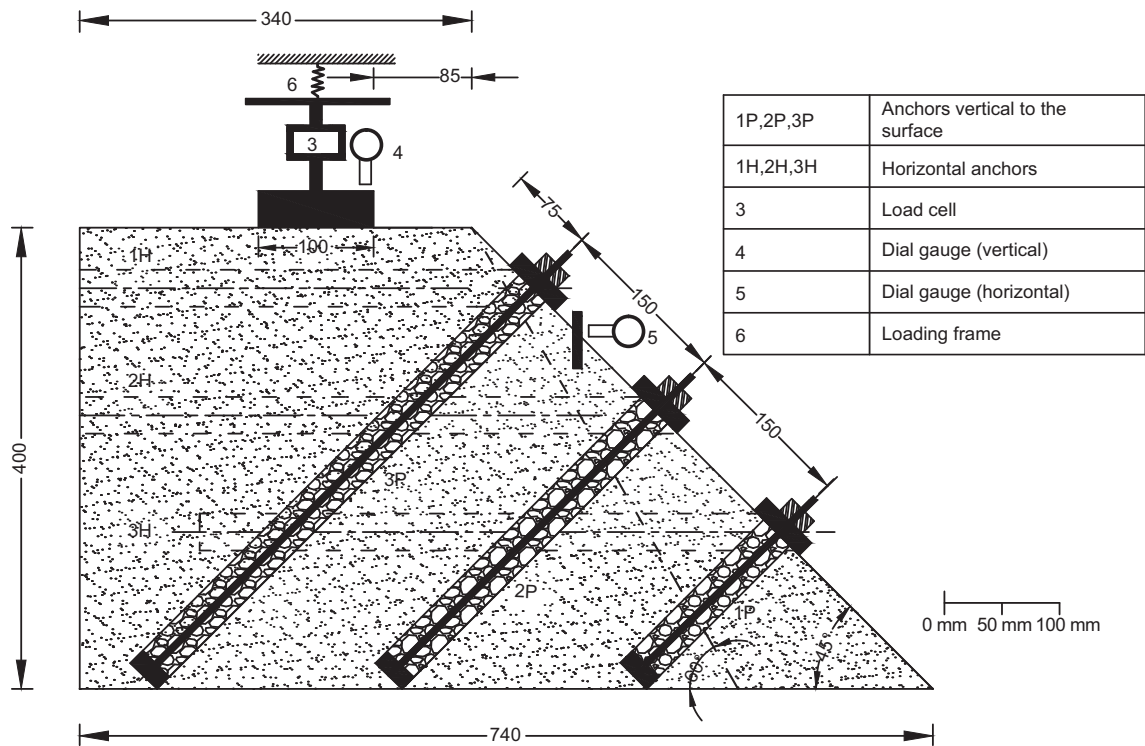 340
85
6
3
4
1P,2P,3P
Anchors vertical to the
surface
1H,2H,3H
Horizontal anchors
3
Load cell
4
Dial gauge (vertical)
5
Dial gauge (horizontal)
6
Loading frame
75
100
1H
150
5
2H
150
400
3P
3H
2P
1P
60°
45°
0 mm 50 mm 100 mm
740